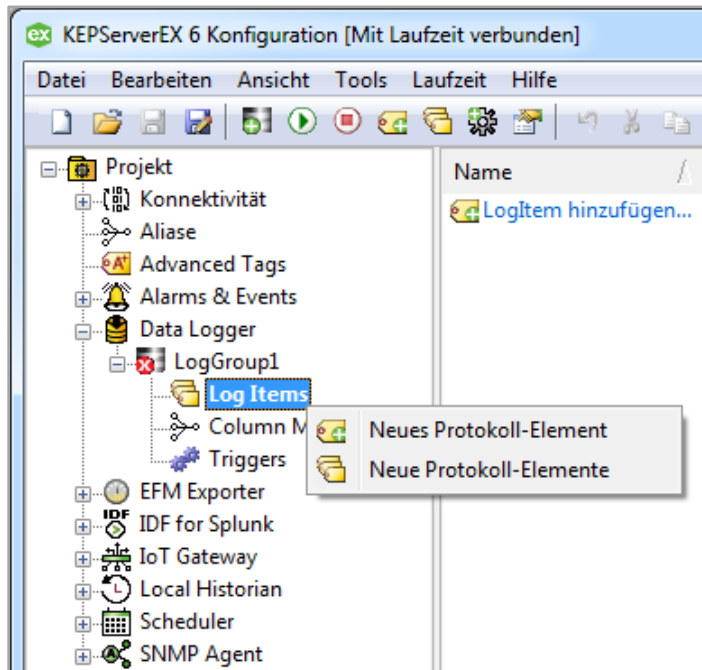 KEPServerEX 6 Konfiguration [Mit Laufzeit verbunden]
Datei Bearbeiten Ansicht Tools Laufzeit Hilfe
Projekt
Konnektivität
Aliase
Advanced Tags
Alarms & Events
Data Logger
LogGroup1
Log Items
Column M
Triggers
EFM Exporter
IDF for Splunk
IoT Gateway
Local Historian
Scheduler
SNMP Agent
Name
LogItem hinzufügen...
Neues Protokoll-Element
Neue Protokoll-Elemente